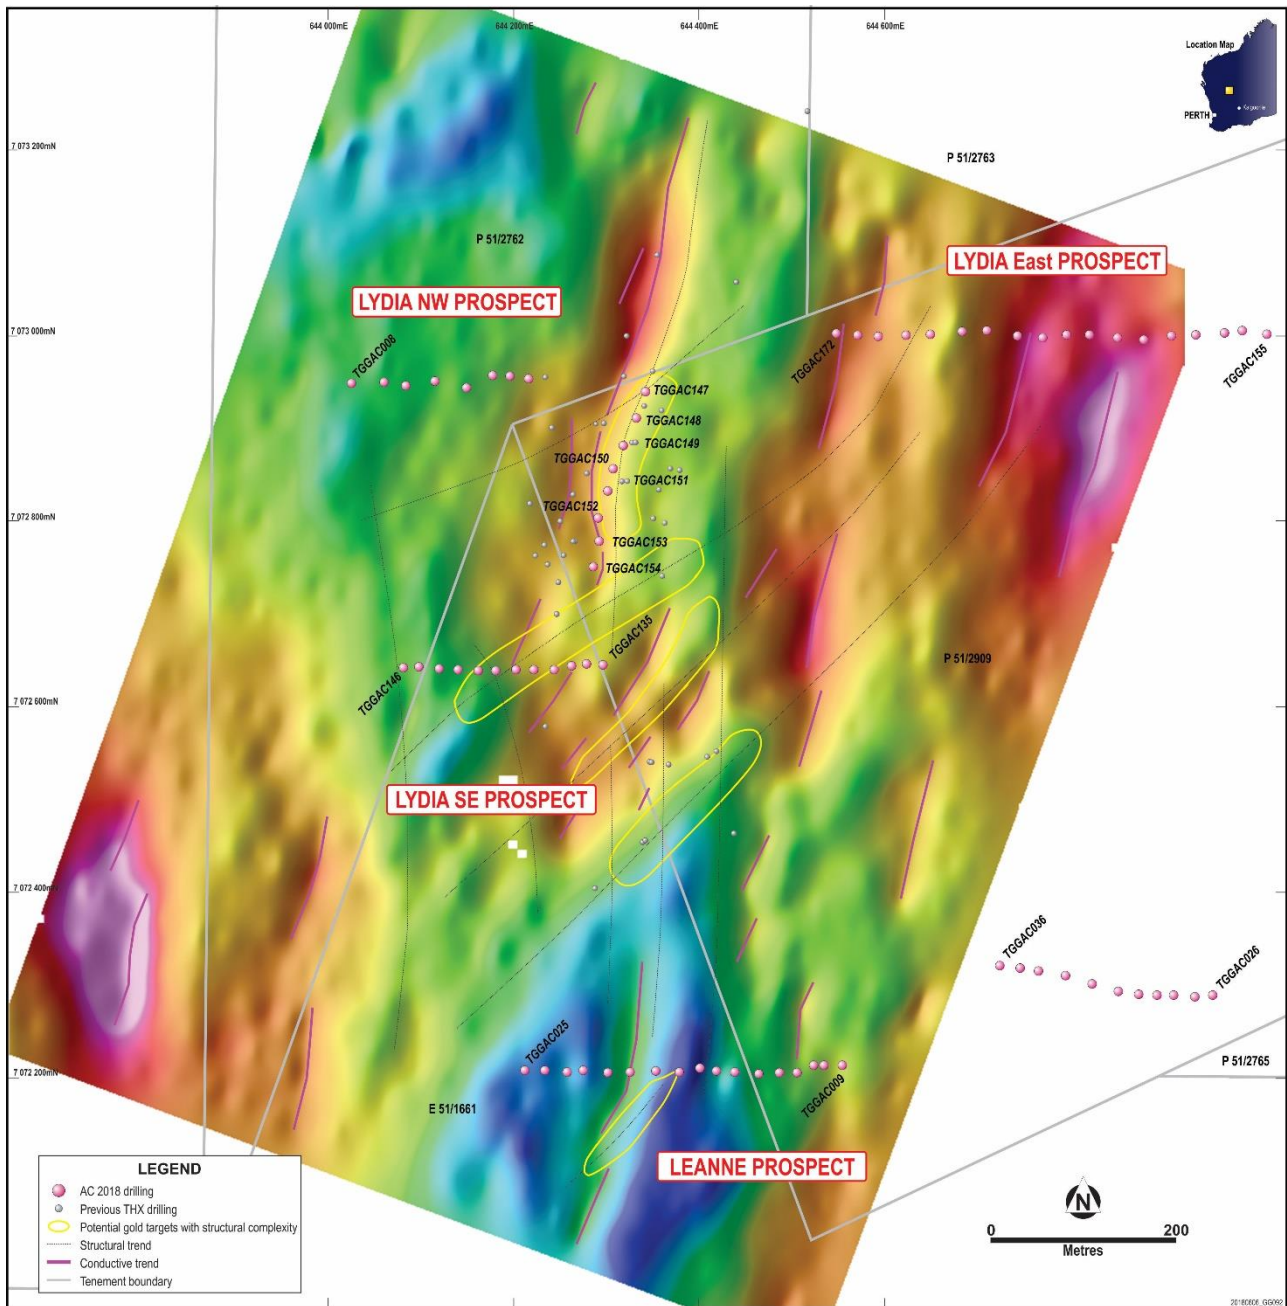 644 000mE
644 200mE
644 400mE
644 600mE
Location Map
Kalgoorlie
PERTH
7 073 200mN
P 51/2763
P 51/2762
LYDIA East PROSPECT
LYDIA NW PROSPECT
7 073 000mN
TGGAC008
TGGAC172
TGGAC155
TGGAC147
TGGAC148
TGGAC149
TGGAC150
TGGAC151
TGGAC152
7 072 800mN
TGGAC153
TGGAC154
TGGAC135
P 51/2909
TGGAC146
7 072 600mN
LYDIA SE PROSPECT
7 072 400mN
TGGAC036
TGGAC026
TGGAC025
P 51/2765
7 072 200mN
TGGAC009
E 51/1661
LEANNE PROSPECT
LEGEND
AC 2018 drilling
Previous THX drilling
Potential gold targets with structural complexity
Structural trend
Conductive trend
Tenement boundary
N
0 200
Metres
20180606_GG092